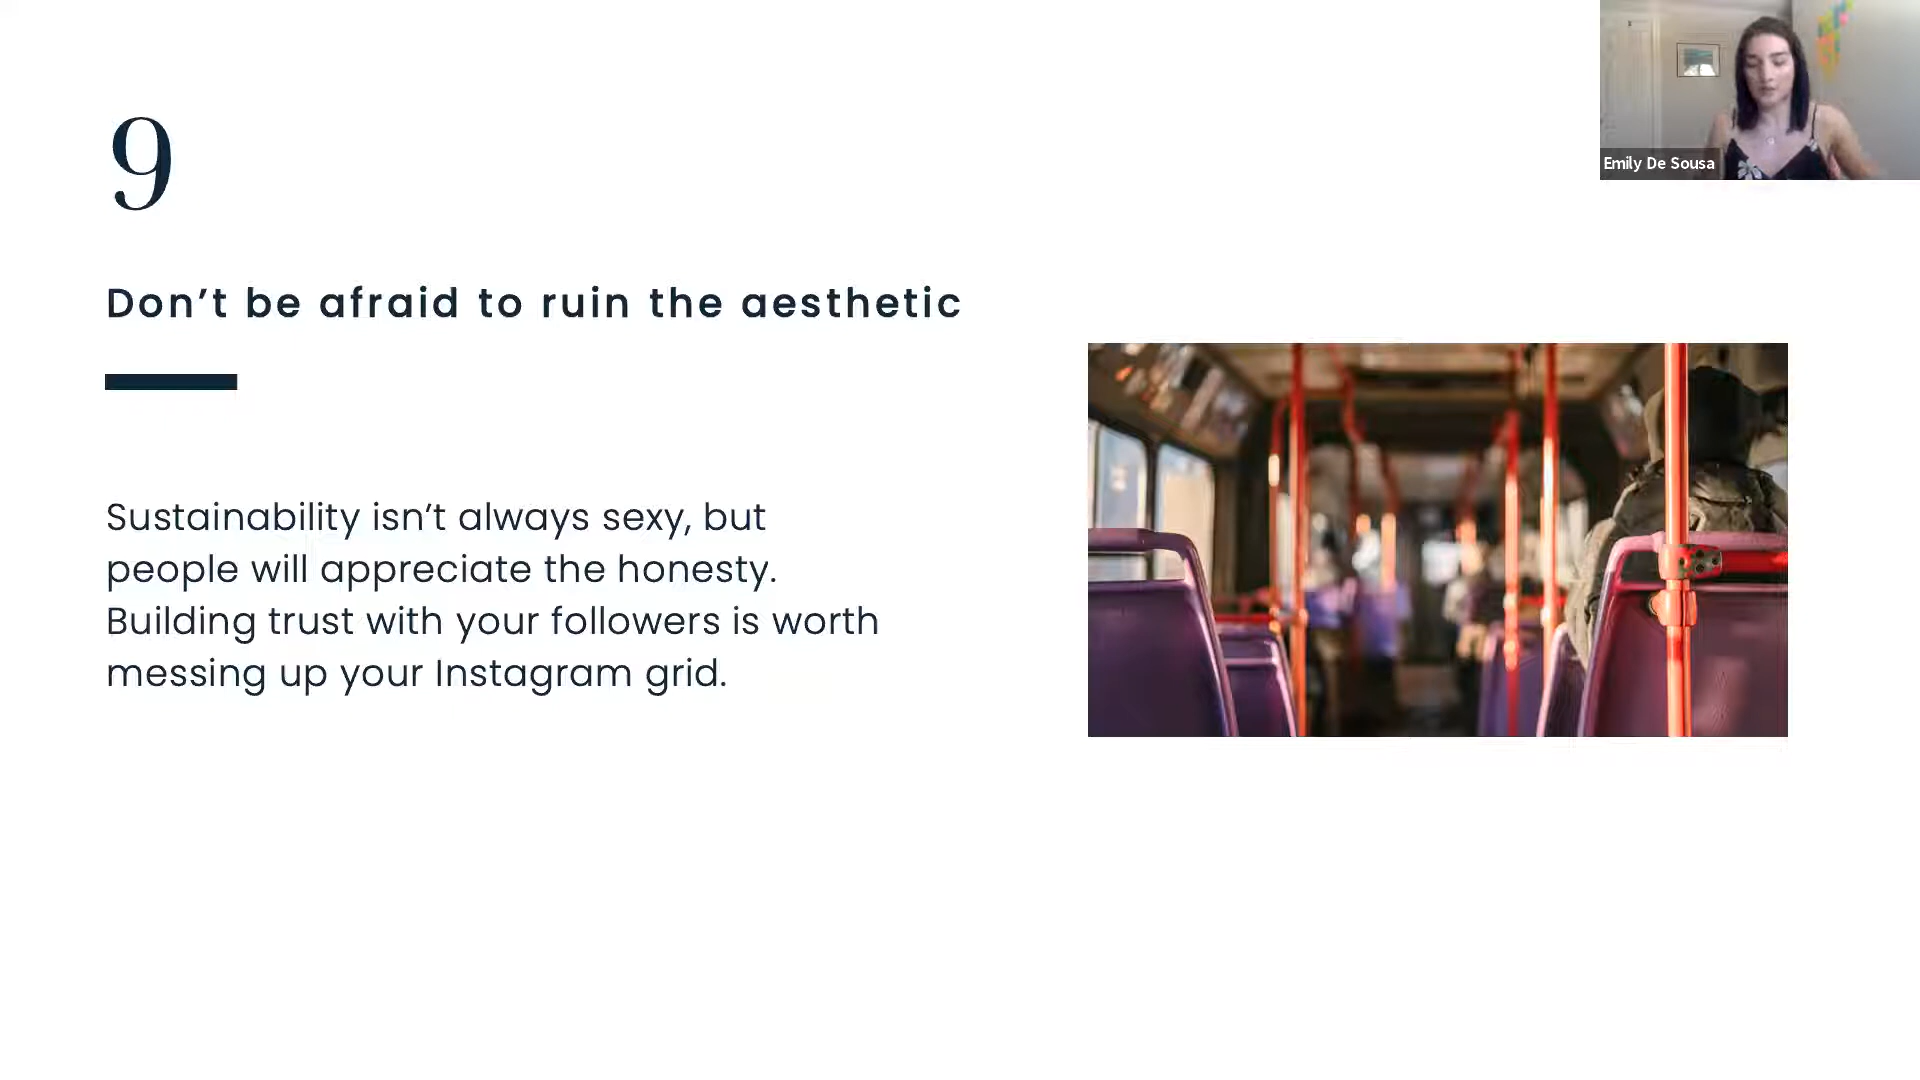 9
Don’t be afraid to ruin the aesthetic
Sustainability isn’t always sexy, but
people will appreciate the honesty.
Building trust with your followers is worth
messing up your Instagram grid.
Emily De Sousa